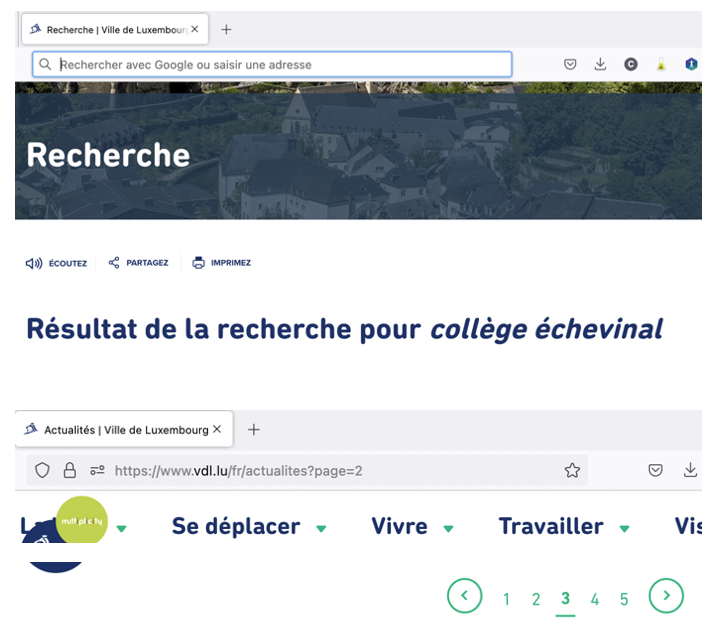 Recherche | Ville de Luxembourg
Rechercher avec Google ou saisir une adresse
Recherche
ÉCOUTEZ PARTAGEZ IMPRIMEZ
Résultat de la recherche pour collège échevinal
Actualités | Ville de Luxembourg
https://www.vdl.lu/fr/actualites?page=2
multiplicity Se déplacer Vivre Travailler Vis
1 2 3 4 5